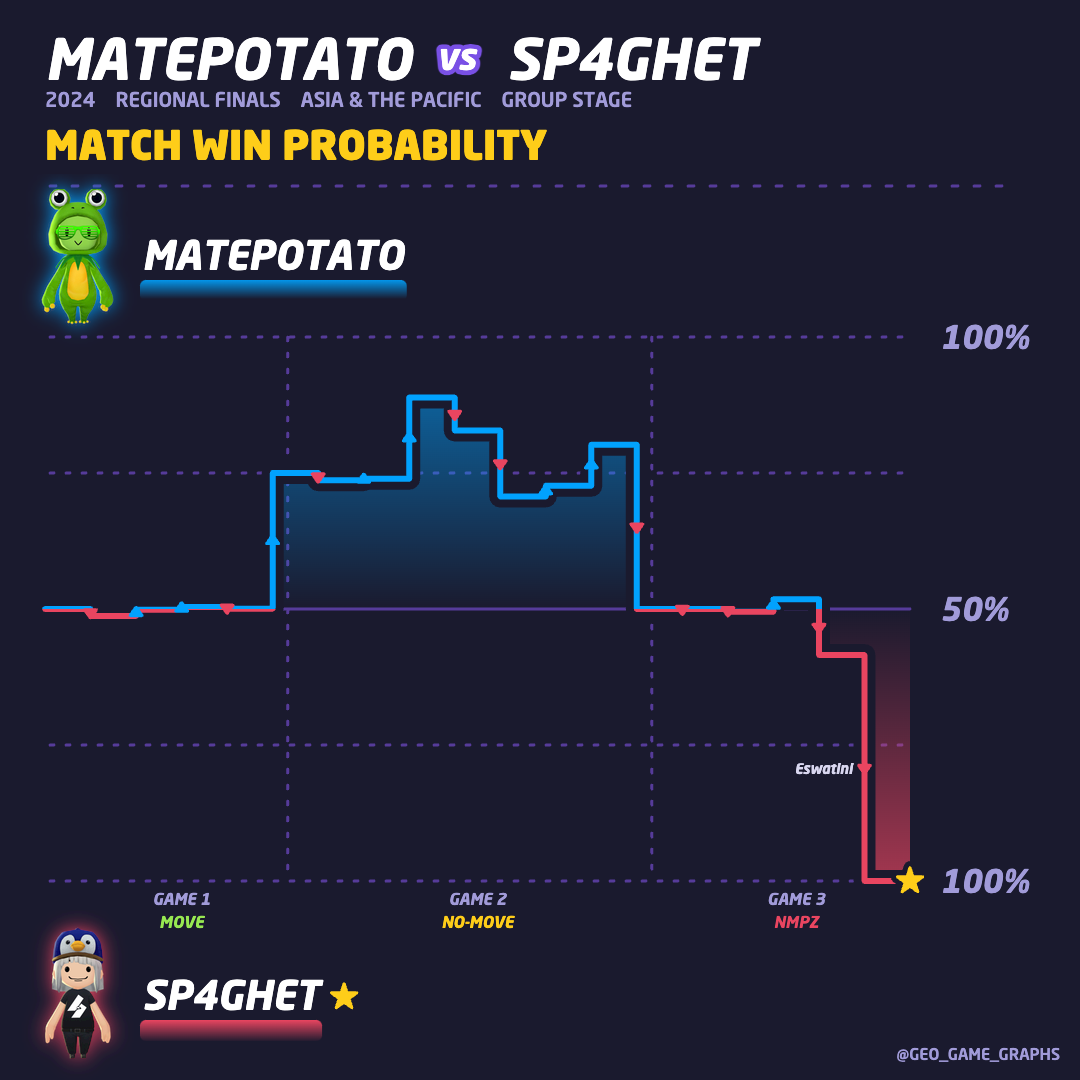 MATEPOTATO VS SP4GHET
2024 REGIONAL FINALS ASIA & THE PACIFIC GROUP STAGE
MATCH WIN PROBABILITY
MATEPOTATO
100%
50%
Eswatini
100%
GAME 1 GAME 2 GAME 3
MOVE NO-MOVE NMPZ
SP4GHET
@GEO_GAME_GRAPHS